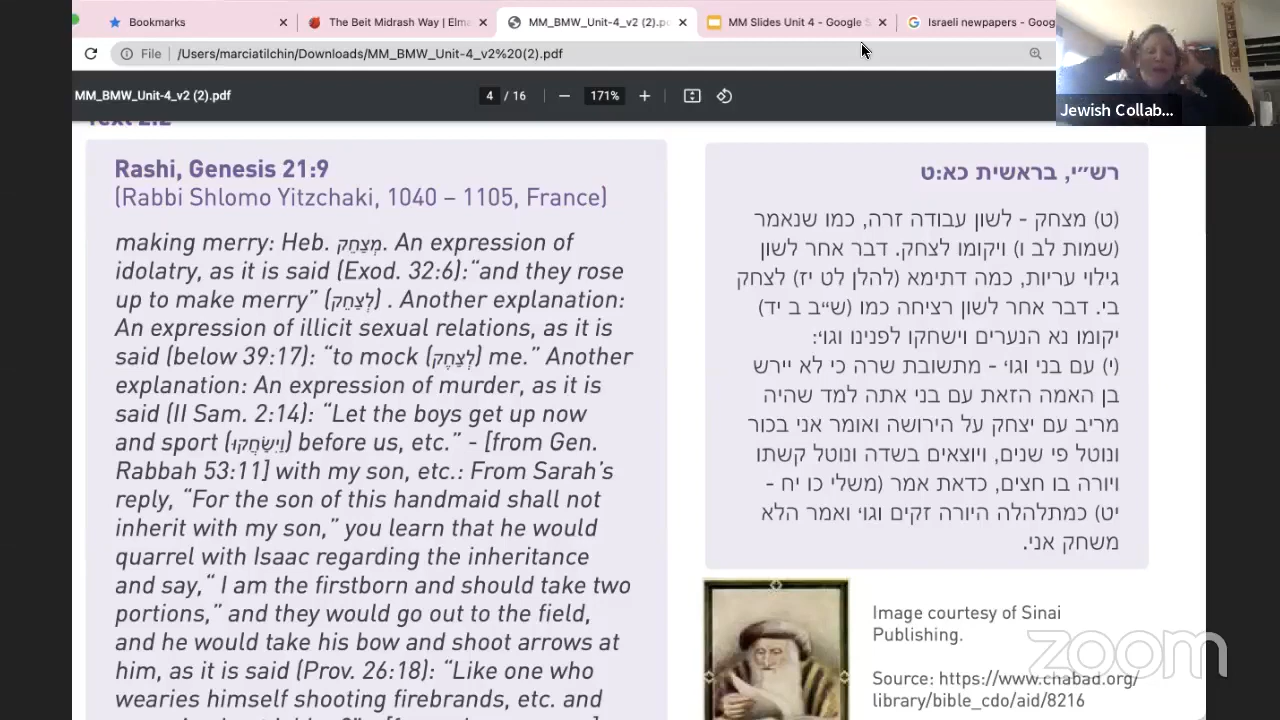 Bookmarks
The Beit Midrash Way | Elma
MM_BMW_Unit-4_v2 (2).pd
MM Slides Unit 4 - Google S
Israeli newpapers - Goog
File
/Users/marciatilchin/Downloads/MM_BMW_Unit-4_v2%20(2).pdf
MM_BMW_Unit-4_v2 (2).pdf
4 / 16
171%
Jewish Collab...
Text 2.2
Rashi, Genesis 21:9
(Rabbi Shlomo Yitzchaki, 1040 – 1105, France)
making merry: Heb. מְצַחֵק. An expression of
idolatry, as it is said (Exod. 32:6):“and they rose
up to make merry” (לְצַחֵק) . Another explanation:
An expression of illicit sexual relations, as it is
said (below 39:17): “to mock (לְצַחֶק) me.” Another
explanation: An expression of murder, as it is
said (II Sam. 2:14): “Let the boys get up now
and sport (וְיִשַׂחֲקוּ) before us, etc.” - [from Gen.
Rabbah 53:11] with my son, etc.: From Sarah’s
reply, “For the son of this handmaid shall not
inherit with my son,” you learn that he would
quarrel with Isaac regarding the inheritance
and say,“ I am the firstborn and should take two
portions,” and they would go out to the field,
and he would take his bow and shoot arrows at
him, as it is said (Prov. 26:18): “Like one who
wearies himself shooting firebrands, etc. and
רש״י, בראשית כא:ט
(ט) מצחק - לשון עבודה זרה, כמו שנאמר
(שמות לב ו) ויקומו לצחק. דבר אחר לשון
גילוי עריות, כמה דתימא (להלן לט יז) לצחק
בי. דבר אחר לשון רציחה כמו (ש״ב ב יד)
יקומו נא הנערים וישחקו לפנינו וגו׳:
(י) עם בני וגו׳ - מתשובת שרה כי לא יירש
בן האמה הזאת עם בני אתה למד שהיה
מריב עם יצחק על הירושה ואומר אני בכור
ונוטל פי שנים, ויוצאים בשדה ונוטל קשתו
ויורה בו חצים, כדאת אמר (משלי כו יח -
יט) כמתלהלה היורה זקים וגו׳ ואמר הלא
משחק אני.
Image courtesy of Sinai
Publishing.
Source: https://www.chabad.org/
library/bible_cdo/aid/8216
zoom